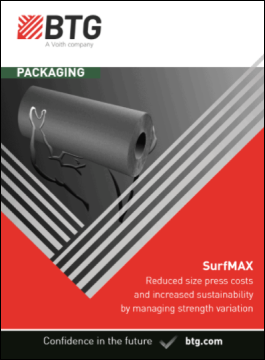 BTG
A Voith company
PACKAGING
SurfMAX
Reduced size press costs
and increased sustainability
by managing strength variation
Confidence in the future btg.com